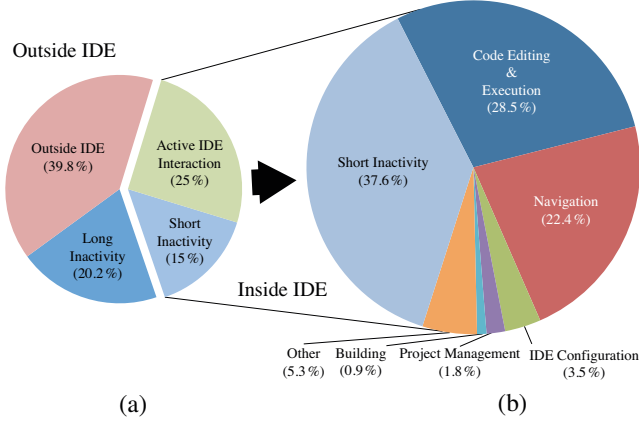 Outside IDE
Outside IDE
(39.8 %)
Active IDE
Interaction
(25 %)
Long
Inactivity
(20.2 %)
Short
Inactivity
(15 %)
Inside IDE
(a)
Code Editing
&
Execution
(28.5 %)
Short Inactivity
(37.6 %)
Navigation
(22.4 %)
Other
(5.3 %)
Building
(0.9 %)
Project Management
(1.8 %)
IDE Configuration
(3.5 %)
(b)